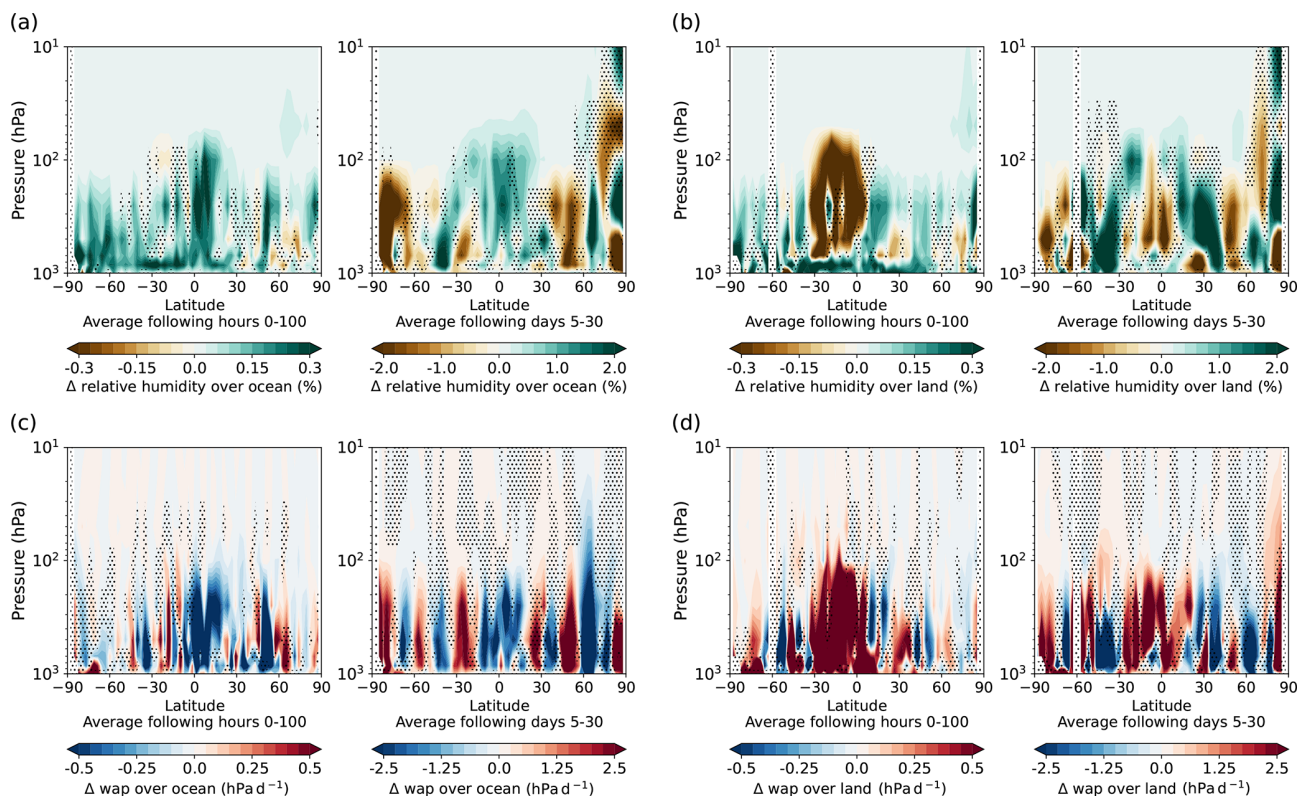 (a)
(b)
10¹
10²
10³
Pressure (hPa)
−90 −60 −30 0 30 60 90
Latitude
Average following hours 0-100
-0.3 -0.15 0.0 0.15 0.3
Δ relative humidity over ocean (%)
10¹
10²
10³
−90 −60 −30 0 30 60 90
Latitude
Average following days 5-30
-2.0 -1.0 0.0 1.0 2.0
Δ relative humidity over ocean (%)
10¹
10²
10³
Pressure (hPa)
−90 −60 −30 0 30 60 90
Latitude
Average following hours 0-100
-0.3 -0.15 0.0 0.15 0.3
Δ relative humidity over land (%)
10¹
10²
10³
−90 −60 −30 0 30 60 90
Latitude
Average following days 5-30
-2.0 -1.0 0.0 1.0 2.0
Δ relative humidity over land (%)
(c)
(d)
10¹
10²
10³
Pressure (hPa)
−90 −60 −30 0 30 60 90
Latitude
Average following hours 0-100
-0.5 -0.25 0.0 0.25 0.5
Δ wap over ocean (hPa d⁻¹)
10¹
10²
10³
−90 −60 −30 0 30 60 90
Latitude
Average following days 5-30
-2.5 -1.25 0.0 1.25 2.5
Δ wap over ocean (hPa d⁻¹)
10¹
10²
10³
Pressure (hPa)
−90 −60 −30 0 30 60 90
Latitude
Average following hours 0-100
-0.5 -0.25 0.0 0.25 0.5
Δ wap over land (hPa d⁻¹)
10¹
10²
10³
−90 −60 −30 0 30 60 90
Latitude
Average following days 5-30
-2.5 -1.25 0.0 1.25 2.5
Δ wap over land (hPa d⁻¹)